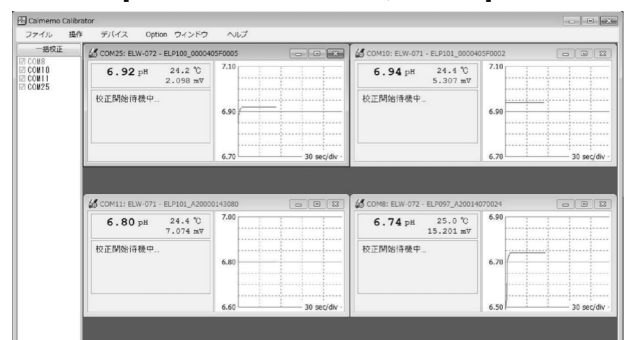 Calmemo Calibrator
ファイル 操作 デバイス Option ウィンドウ ヘルプ
一括校正
COM8
COM10
COM11
COM25
COM25: ELW-072 - ELP100_0000405F0005
6.92 pH 24.2 ℃
2.098 mV
校正開始待機中...
7.10
6.90
6.70
30 sec/div
COM10: ELW-071 - ELP101_0000405F0002
6.94 pH 24.4 ℃
5.307 mV
校正開始待機中...
7.10
6.90
6.70
30 sec/div
COM11: ELW-071 - ELP101_A20000143080
6.80 pH 24.4 ℃
7.074 mV
校正開始待機中...
7.00
6.80
6.60
30 sec/div
COM8: ELW-072 - ELP097_A20014070024
6.74 pH 25.0 ℃
15.201 mV
校正開始待機中...
6.90
6.70
6.50
30 sec/div